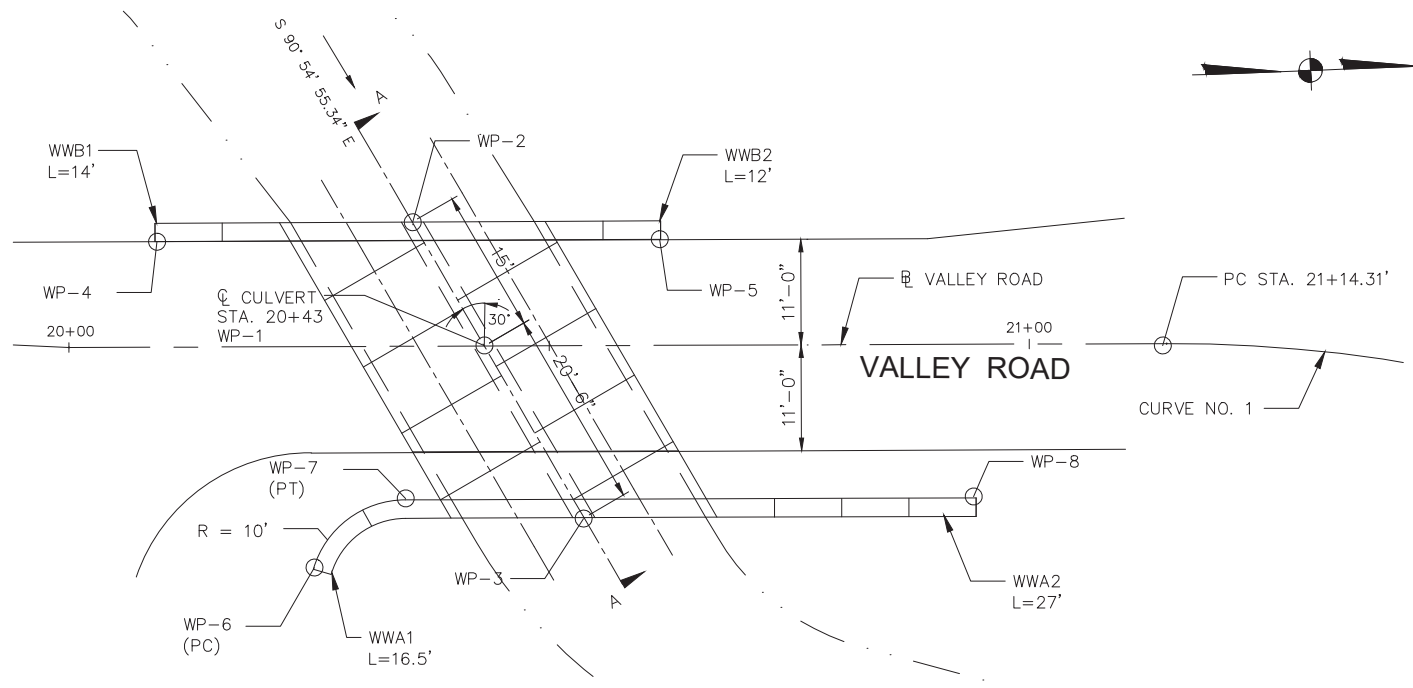 S 90° 54' 55.34" E
A
WP-2
WWB1
L=14'
WWB2
L=12'
15'
11'-0"
WP-4
WP-5
℄ CULVERT
STA. 20+43
WP-1
30°
B̲L VALLEY ROAD
PC STA. 21+14.31'
20+00
21+00
VALLEY ROAD
20' 6"
11'-0"
CURVE NO. 1
WP-7
(PT)
WP-8
R = 10'
WP-3
A
WP-6
(PC)
WWA1
L=16.5'
WWA2
L=27'